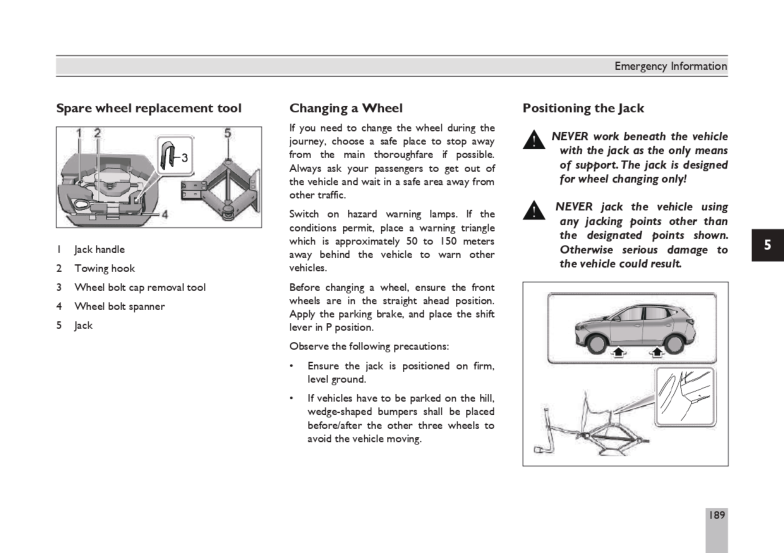 Emergency Information
Spare wheel replacement tool
1 2 5
3
4
1 Jack handle
2 Towing hook
3 Wheel bolt cap removal tool
4 Wheel bolt spanner
5 Jack
Changing a Wheel
If you need to change the wheel during the
journey, choose a safe place to stop away
from the main thoroughfare if possible.
Always ask your passengers to get out of
the vehicle and wait in a safe area away from
other traffic.
Switch on hazard warning lamps. If the
conditions permit, place a warning triangle
which is approximately 50 to 150 meters
away behind the vehicle to warn other
vehicles.
Before changing a wheel, ensure the front
wheels are in the straight ahead position.
Apply the parking brake, and place the shift
lever in P position.
Observe the following precautions:
• Ensure the jack is positioned on firm,
level ground.
• If vehicles have to be parked on the hill,
wedge-shaped bumpers shall be placed
before/after the other three wheels to
avoid the vehicle moving.
Positioning the Jack
NEVER work beneath the vehicle
with the jack as the only means
of support. The jack is designed
for wheel changing only!
NEVER jack the vehicle using
any jacking points other than
the designated points shown.
Otherwise serious damage to
the vehicle could result.
5
189